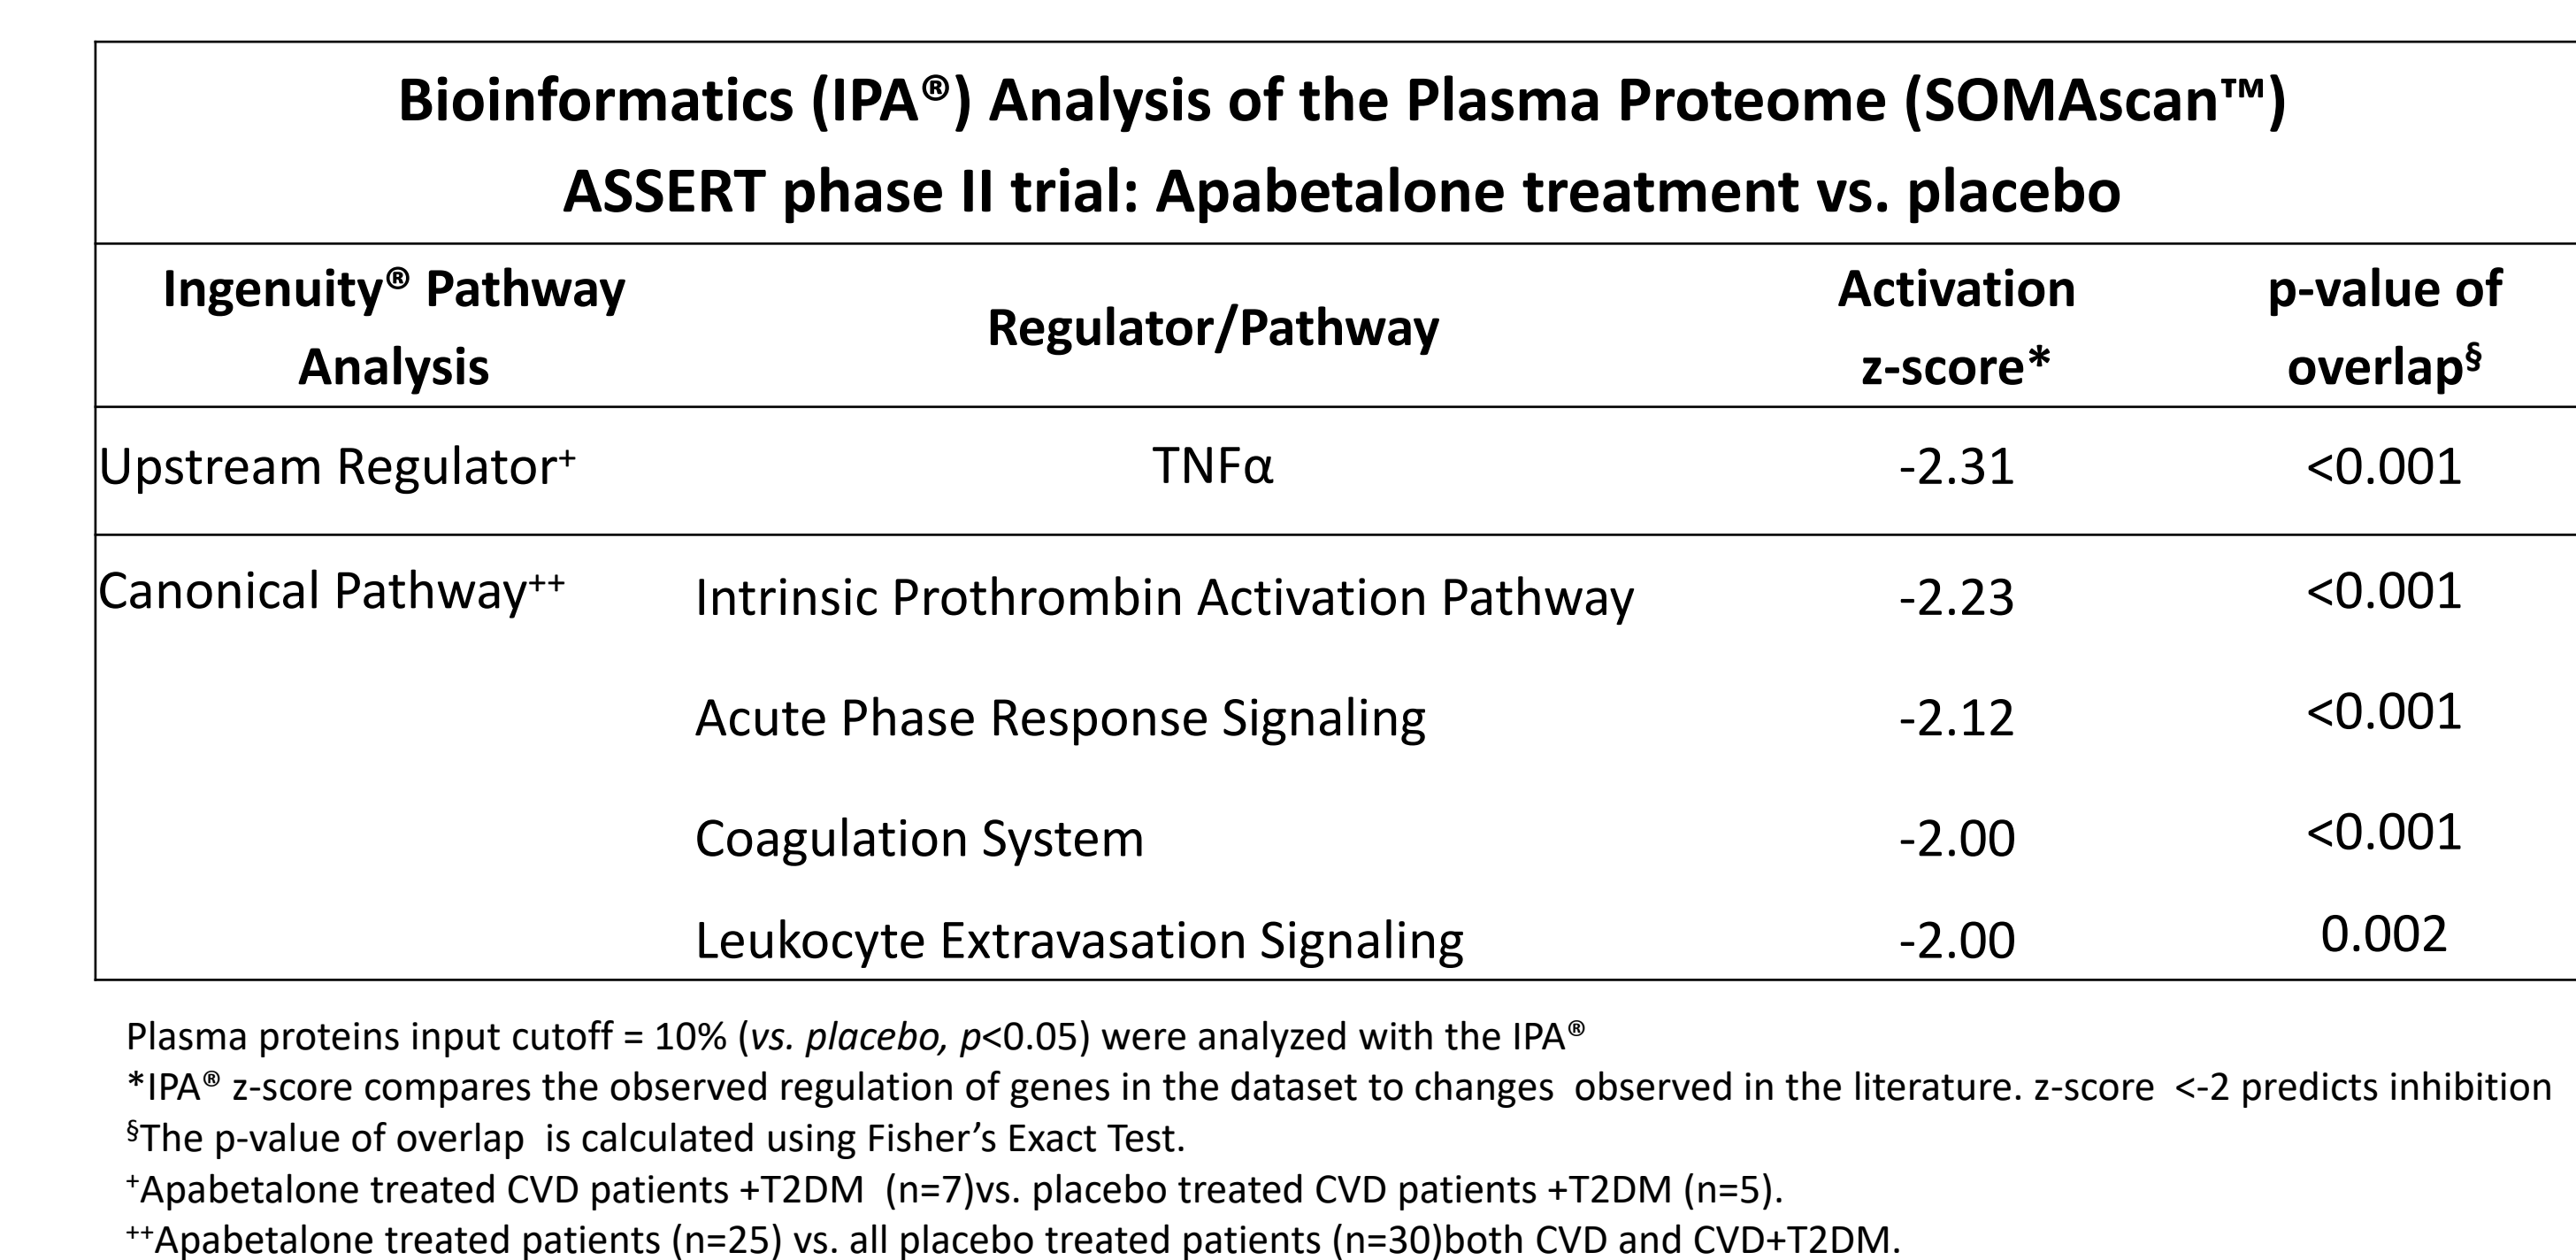 Bioinformatics (IPA®) Analysis of the Plasma Proteome (SOMAscan™)
ASSERT phase II trial: Apabetalone treatment vs. placebo
Ingenuity® Pathway Analysis Regulator/Pathway Activation z-score* p-value of overlap§
Upstream Regulator+ TNFα -2.31 <0.001
Canonical Pathway++ Intrinsic Prothrombin Activation Pathway -2.23 <0.001
Acute Phase Response Signaling -2.12 <0.001
Coagulation System -2.00 <0.001
Leukocyte Extravasation Signaling -2.00 0.002
Plasma proteins input cutoff = 10% (vs. placebo, p<0.05) were analyzed with the IPA®
*IPA® z-score compares the observed regulation of genes in the dataset to changes observed in the literature. z-score <-2 predicts inhibition
§The p-value of overlap is calculated using Fisher’s Exact Test.
+Apabetalone treated CVD patients +T2DM (n=7)vs. placebo treated CVD patients +T2DM (n=5).
++Apabetalone treated patients (n=25) vs. all placebo treated patients (n=30)both CVD and CVD+T2DM.